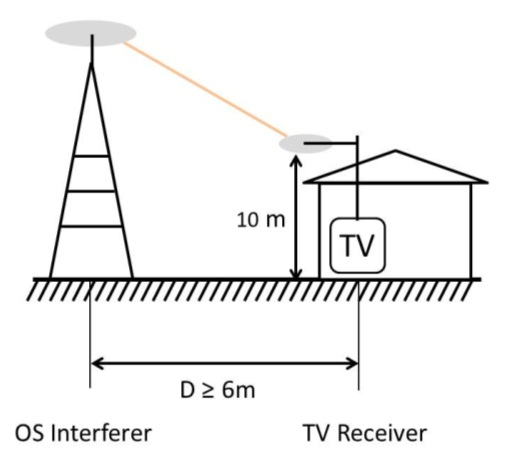 10 m
TV
D ≥ 6m
OS Interferer
TV Receiver